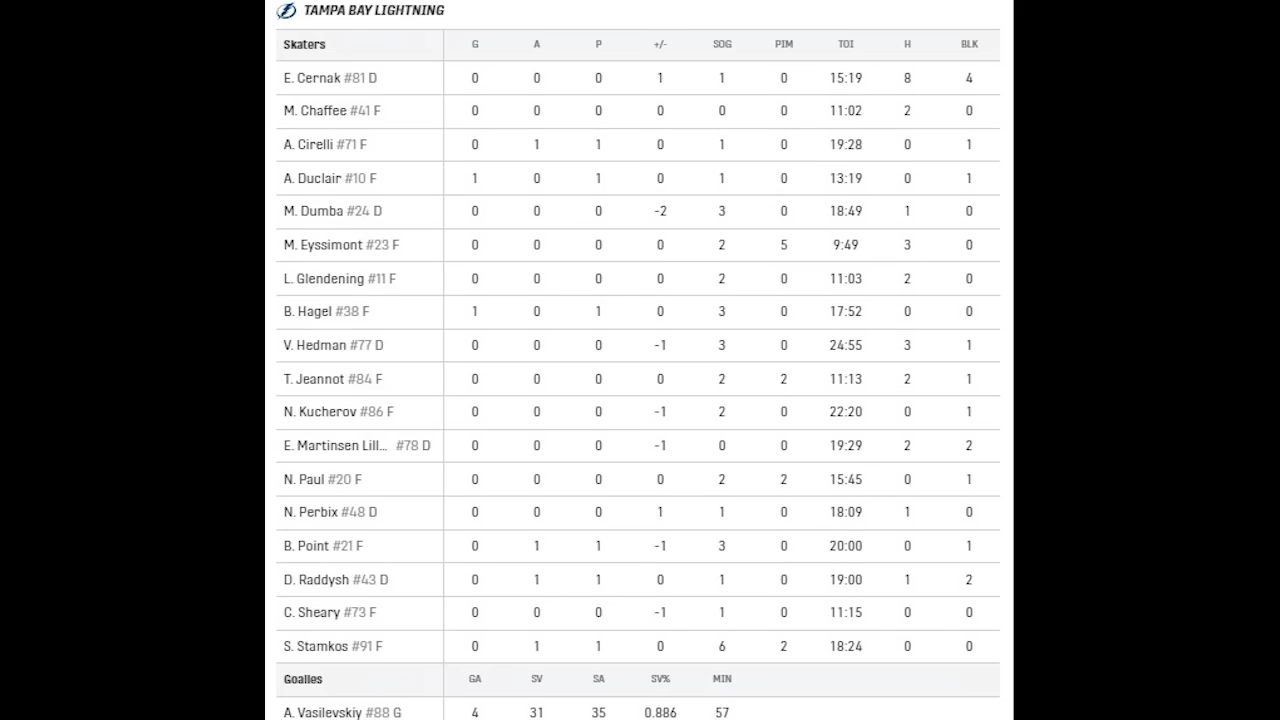 TAMPA BAY LIGHTNING
Skaters G A P +/- SOG PIM TOI H BLK
E. Cernak #81 D 0 0 0 1 1 0 15:19 8 4
M. Chaffee #41 F 0 0 0 0 0 0 11:02 2 0
A. Cirelli #71 F 0 1 1 0 1 0 19:28 0 1
A. Duclair #10 F 1 0 1 0 1 0 13:19 0 1
M. Dumba #24 D 0 0 0 -2 3 0 18:49 1 0
M. Eyssimont #23 F 0 0 0 0 2 5 9:49 3 0
L. Glendening #11 F 0 0 0 0 2 0 11:03 2 0
B. Hagel #38 F 1 0 1 0 3 0 17:52 0 0
V. Hedman #77 D 0 0 0 -1 3 0 24:55 3 1
T. Jeannot #84 F 0 0 0 0 2 2 11:13 2 1
N. Kucherov #86 F 0 0 0 -1 2 0 22:20 0 1
E. Martinsen Lill... #78 D 0 0 0 -1 0 0 19:29 2 2
N. Paul #20 F 0 0 0 0 2 2 15:45 0 1
N. Perbix #48 D 0 0 0 1 1 0 18:09 1 0
B. Point #21 F 0 1 1 -1 3 0 20:00 0 1
D. Raddysh #43 D 0 1 1 0 1 0 19:00 1 2
C. Sheary #73 F 0 0 0 -1 1 0 11:15 0 0
S. Stamkos #91 F 0 1 1 0 6 2 18:24 0 0
Goalies GA SV SA SV% MIN
A. Vasilevskiy #88 G 4 31 35 0.886 57